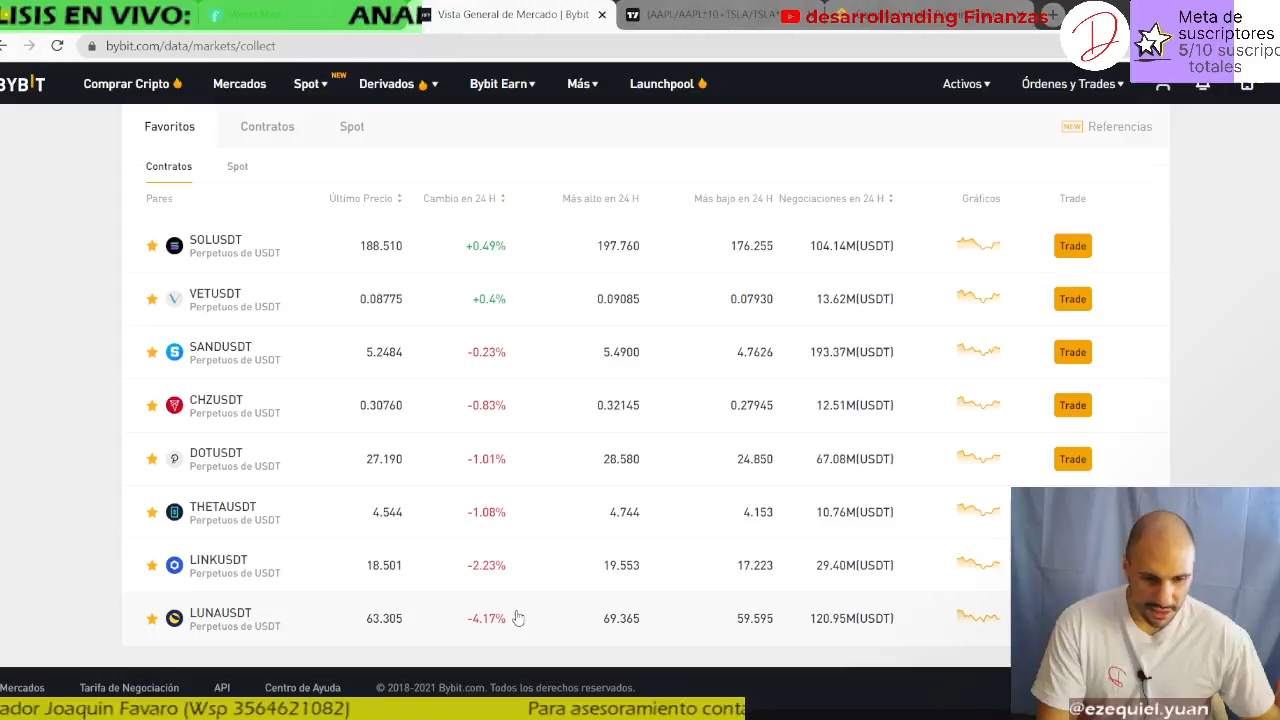 LISIS EN VIVO:
ANAL
Vista General de Mercado | Bybit
(AAPL/AAPL*10+TSLA/TSLA*
desarrollanding Finanzas
Meta de
suscriptores
5/10 suscripo
totales
bybit.com/data/markets/collect
BYBIT
Comprar Cripto
Mercados
Spot
NEW
Derivados
Bybit Earn
Más
Launchpool
Activos
Órdenes y Trades
Favoritos
Contratos
Spot
NEW Referencias
Contratos
Spot
Pares
Último Precio
Cambio en 24 H
Más alto en 24 H
Más bajo en 24 H
Negociaciones en 24 H
Gráficos
Trade
SOLUSDT
Perpetuos de USDT
188.510
+0.49%
197.760
176.255
104.14M(USDT)
Trade
VETUSDT
Perpetuos de USDT
0.08775
+0.4%
0.09085
0.07930
13.62M(USDT)
Trade
SANDUSDT
Perpetuos de USDT
5.2484
-0.23%
5.4900
4.7626
193.37M(USDT)
Trade
CHZUSDT
Perpetuos de USDT
0.30760
-0.83%
0.32145
0.27945
12.51M(USDT)
Trade
DOTUSDT
Perpetuos de USDT
27.190
-1.01%
28.580
24.850
67.08M(USDT)
Trade
THETAUSDT
Perpetuos de USDT
4.544
-1.08%
4.744
4.153
10.76M(USDT)
LINKUSDT
Perpetuos de USDT
18.501
-2.23%
19.553
17.223
29.40M(USDT)
LUNAUSDT
Perpetuos de USDT
63.305
-4.17%
69.365
59.595
120.95M(USDT)
Mercados
Tarifa de Negociación
API
Centro de Ayuda
© 2018-2021 Bybit.com. Todos los derechos reservados.
ador Joaquin Favaro (Wsp 3564621082)
Para asesoramiento conta
@ezequiel.yuan